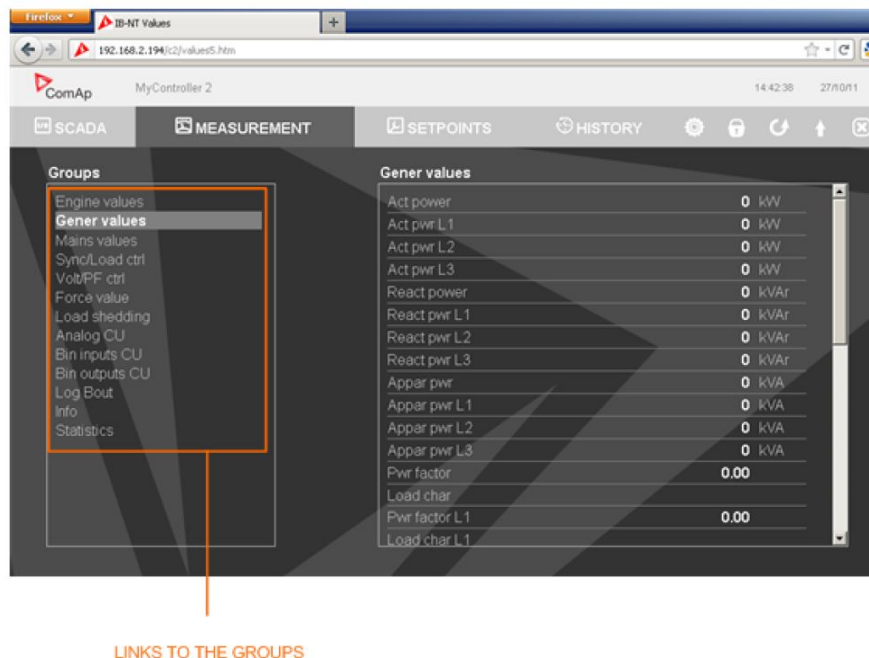 Firefox
IB-NT Values
+
192.168.2.194/c2/values5.htm
ComAp
MyController 2
14:42:38
27/10/11
SCADA
MEASUREMENT
SETPOINTS
HISTORY
Groups
Engine values
Gener values
Mains values
Sync/Load ctrl
Volt/PF ctrl
Force value
Load shedding
Analog CU
Bin inputs CU
Bin outputs CU
Log Bout
Info
Statistics
Gener values
Act power 0 kW
Act pwr L1 0 kW
Act pwr L2 0 kW
Act pwr L3 0 kW
React power 0 kVAr
React pwr L1 0 kVAr
React pwr L2 0 kVAr
React pwr L3 0 kVAr
Appar pwr 0 kVA
Appar pwr L1 0 kVA
Appar pwr L2 0 kVA
Appar pwr L3 0 kVA
Pwr factor 0.00
Load char
Pwr factor L1 0.00
Load char L1
LINKS TO THE GROUPS